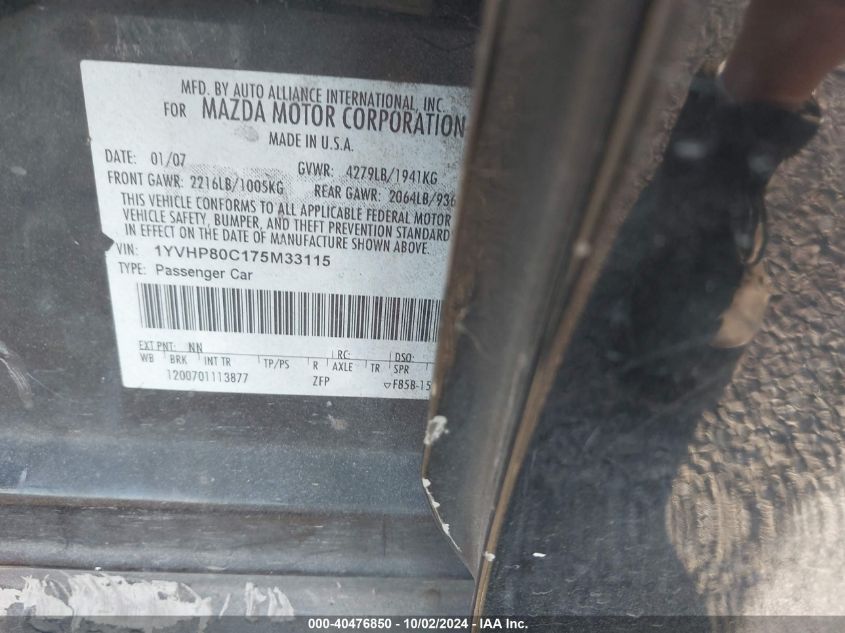 MFD. BY AUTO ALLIANCE INTERNATIONAL, INC.
FOR MAZDA MOTOR CORPORATION
MADE IN U.S.A.
DATE: 01/07 GVWR: 4279LB/1941KG
FRONT GAWR: 2216LB/1005KG REAR GAWR: 2064LB/936
THIS VEHICLE CONFORMS TO ALL APPLICABLE FEDERAL MOTOR
VEHICLE SAFETY, BUMPER, AND THEFT PREVENTION STANDARD
IN EFFECT ON THE DATE OF MANUFACTURE SHOWN ABOVE.
VIN: 1YVHP80C175M33115
TYPE: Passenger Car
EXT PNT: NN RC: DSO:
WB BRK INT TR TP/PS R AXLE TR SPR
1200701113877 ZFP ▽F85B-15
000-40476850 - 10/02/2024 - IAA Inc.